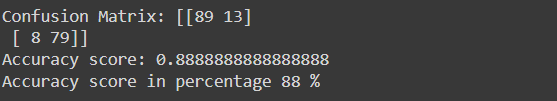 Confusion Matrix: [[89 13]
 [ 8 79]]
Accuracy score: 0.8888888888888888
Accuracy score in percentage 88 %